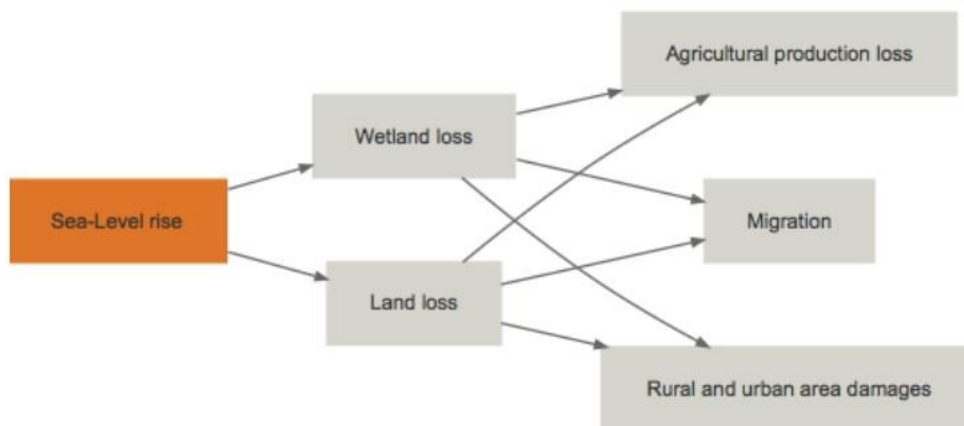 Agricultural production loss
Wetland loss
Sea-Level rise
Migration
Land loss
Rural and urban area damages